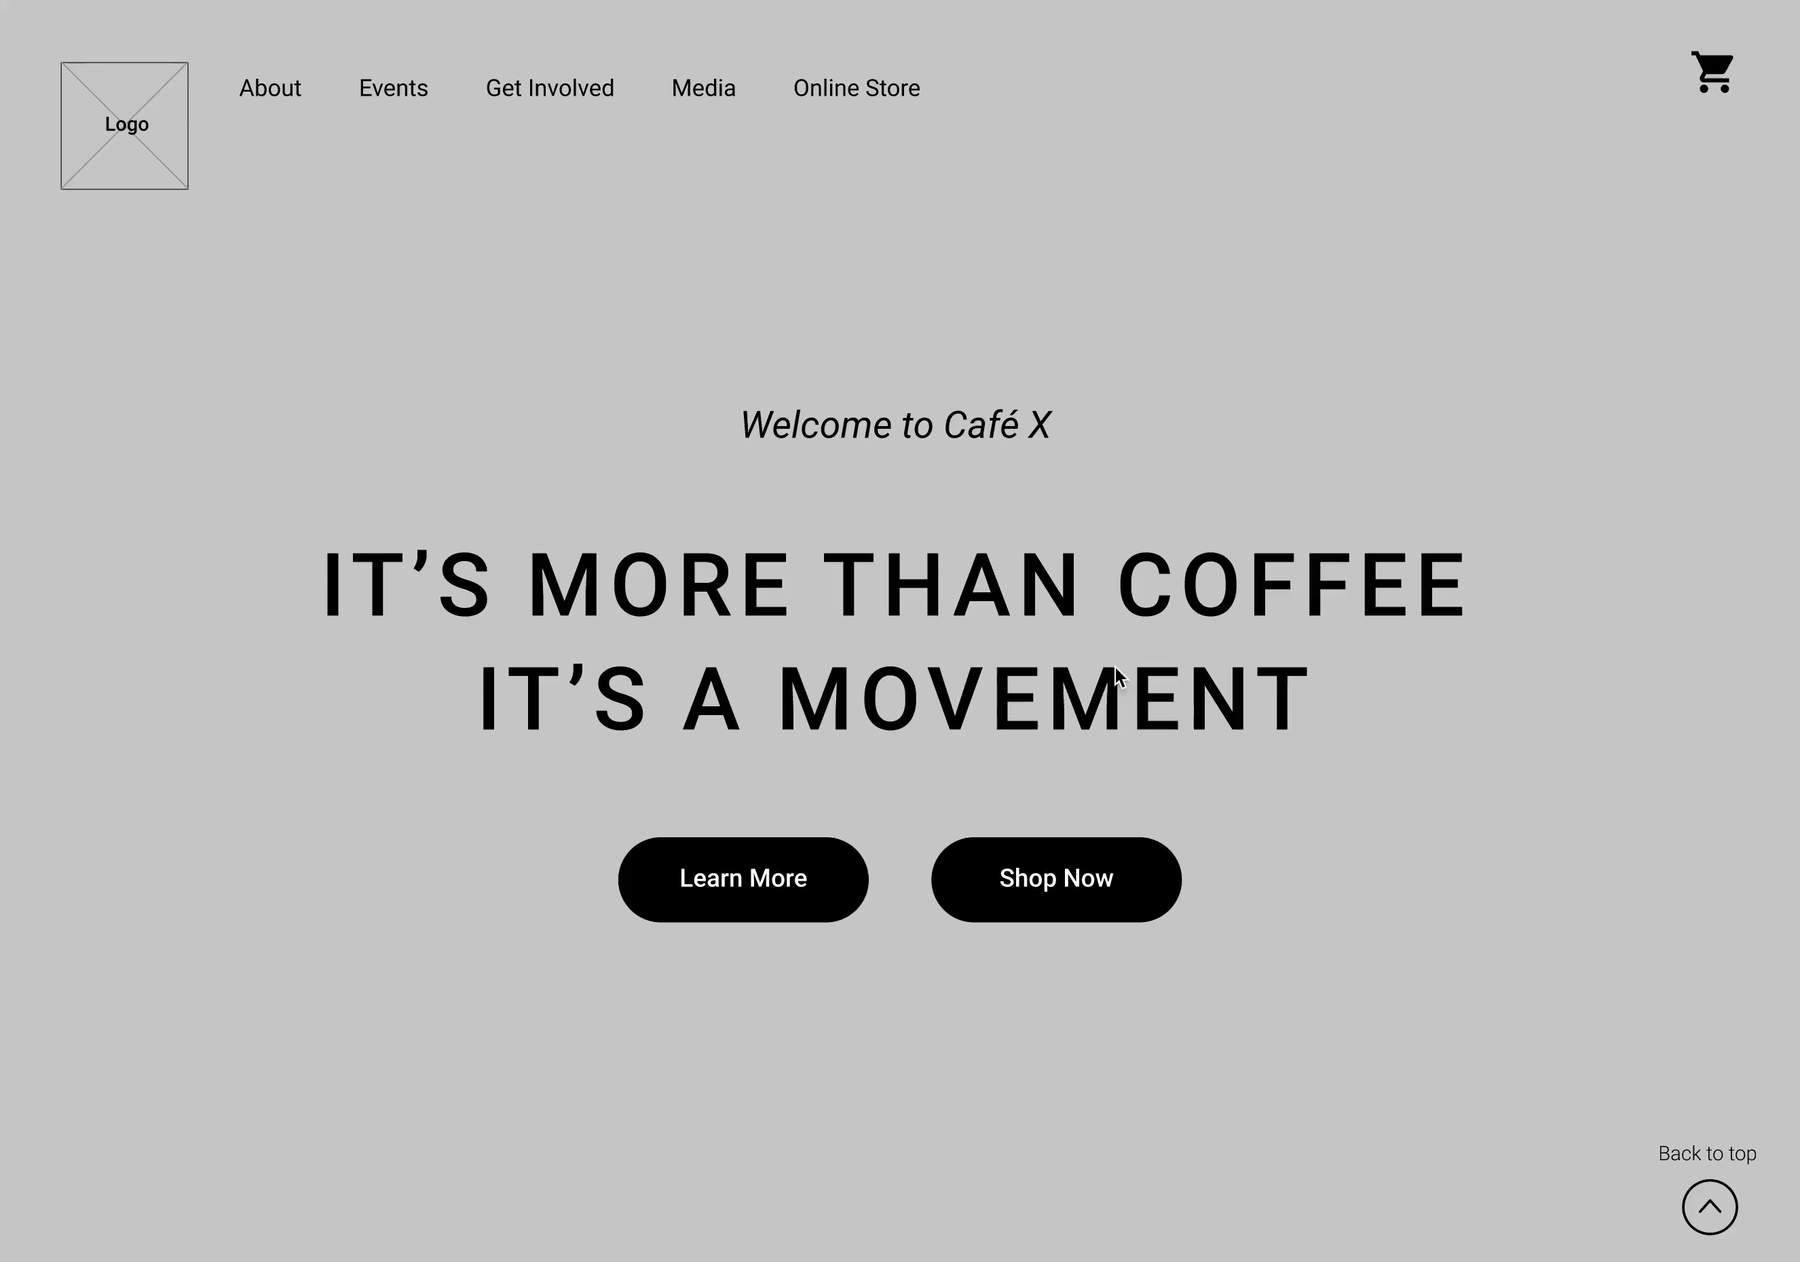 Logo
About
Events
Get Involved
Media
Online Store
Welcome to Café X
IT’S MORE THAN COFFEE
IT’S A MOVEMENT
Learn More
Shop Now
Back to top